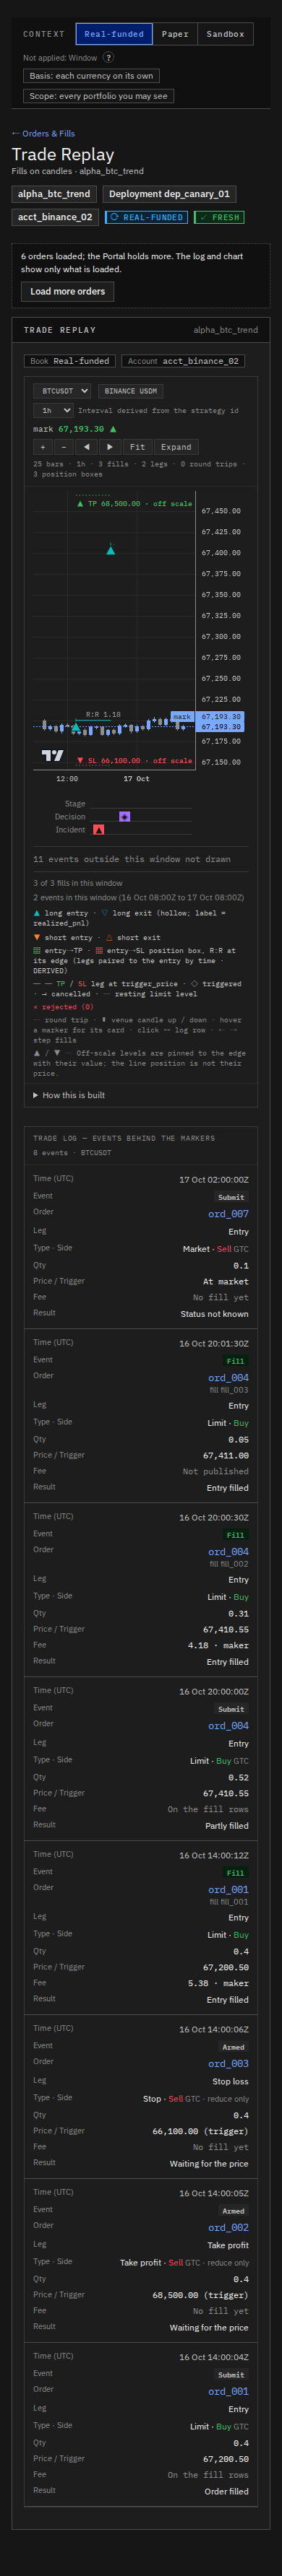 CONTEXT Real-funded Paper Sandbox
Not applied: Window ?
Basis: each currency on its own
Scope: every portfolio you may see
← Orders & Fills
Trade Replay
Fills on candles · alpha_btc_trend
alpha_btc_trend Deployment dep_canary_01
acct_binance_02 REAL-FUNDED ✓ FRESH
6 orders loaded; the Portal holds more. The log and chart
show only what is loaded.
Load more orders
TRADE REPLAY alpha_btc_trend
Book Real-funded Account acct_binance_02
BTCUSDT BINANCE USDM
1h Interval derived from the strategy id
mark 67,193.30 ▲
+ − ◀ ▶ Fit Expand
25 bars · 1h · 3 fills · 2 legs · 0 round trips ·
3 position boxes
▲ TP 68,500.00 · off scale
67,450.00
67,425.00
67,400.00
67,375.00
67,350.00
67,325.00
67,300.00
67,275.00
67,250.00
67,225.00
R:R 1.18
mark 67,193.30
67,193.30
67,175.00
▼ SL 66,100.00 · off scale
67,150.00
12:00 17 Oct
Stage
Decision
Incident
11 events outside this window not drawn
3 of 3 fills in this window
2 events in this window (16 Oct 08:00Z to 17 Oct 08:00Z)
▲ long entry · ▽ long exit (hollow; label =
realized_pnl)
▼ short entry · △ short exit
entry→TP · entry→SL position box, R:R at
its edge (legs paired to the entry by time ·
DERIVED)
— — TP / SL leg at trigger_price · ◇ triggered
· → cancelled · ┄┄ resting limit level
× rejected (0)
┄┄ round trip · ▮ venue candle up / down · hover
a marker for its card · click ↔ log row · ← →
step fills
▲ / ▼ ┄┄ Off-scale levels are pinned to the edge
with their value; the line position is not their
price.
▶ How this is built
TRADE LOG — EVENTS BEHIND THE MARKERS
8 events · BTCUSDT
Time (UTC) 17 Oct 02:00:00Z
Event Submit
Order ord_007
Leg Entry
Type · Side Market · Sell GTC
Qty 0.1
Price / Trigger At market
Fee No fill yet
Result Status not known
Time (UTC) 16 Oct 20:01:30Z
Event Fill
Order ord_004
fill fill_003
Leg Entry
Type · Side Limit · Buy
Qty 0.05
Price / Trigger 67,411.00
Fee Not published
Result Entry filled
Time (UTC) 16 Oct 20:00:30Z
Event Fill
Order ord_004
fill fill_002
Leg Entry
Type · Side Limit · Buy
Qty 0.31
Price / Trigger 67,410.55
Fee 4.18 · maker
Result Entry filled
Time (UTC) 16 Oct 20:00:00Z
Event Submit
Order ord_004
Leg Entry
Type · Side Limit · Buy GTC
Qty 0.52
Price / Trigger 67,410.55
Fee On the fill rows
Result Partly filled
Time (UTC) 16 Oct 14:00:12Z
Event Fill
Order ord_001
fill fill_001
Leg Entry
Type · Side Limit · Buy
Qty 0.4
Price / Trigger 67,200.50
Fee 5.38 · maker
Result Entry filled
Time (UTC) 16 Oct 14:00:06Z
Event Armed
Order ord_003
Leg Stop loss
Type · Side Stop · Sell GTC · reduce only
Qty 0.4
Price / Trigger 66,100.00 (trigger)
Fee No fill yet
Result Waiting for the price
Time (UTC) 16 Oct 14:00:05Z
Event Armed
Order ord_002
Leg Take profit
Type · Side Take profit · Sell GTC · reduce only
Qty 0.4
Price / Trigger 68,500.00 (trigger)
Fee No fill yet
Result Waiting for the price
Time (UTC) 16 Oct 14:00:04Z
Event Submit
Order ord_001
Leg Entry
Type · Side Limit · Buy GTC
Qty 0.4
Price / Trigger 67,200.50
Fee On the fill rows
Result Order filled